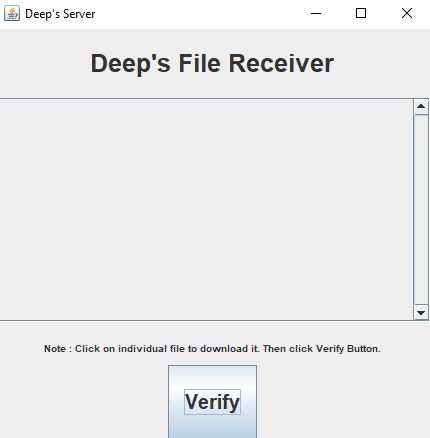 Deep's Server
Deep's File Receiver
Note : Click on individual file to download it. Then click Verify Button.
Verify